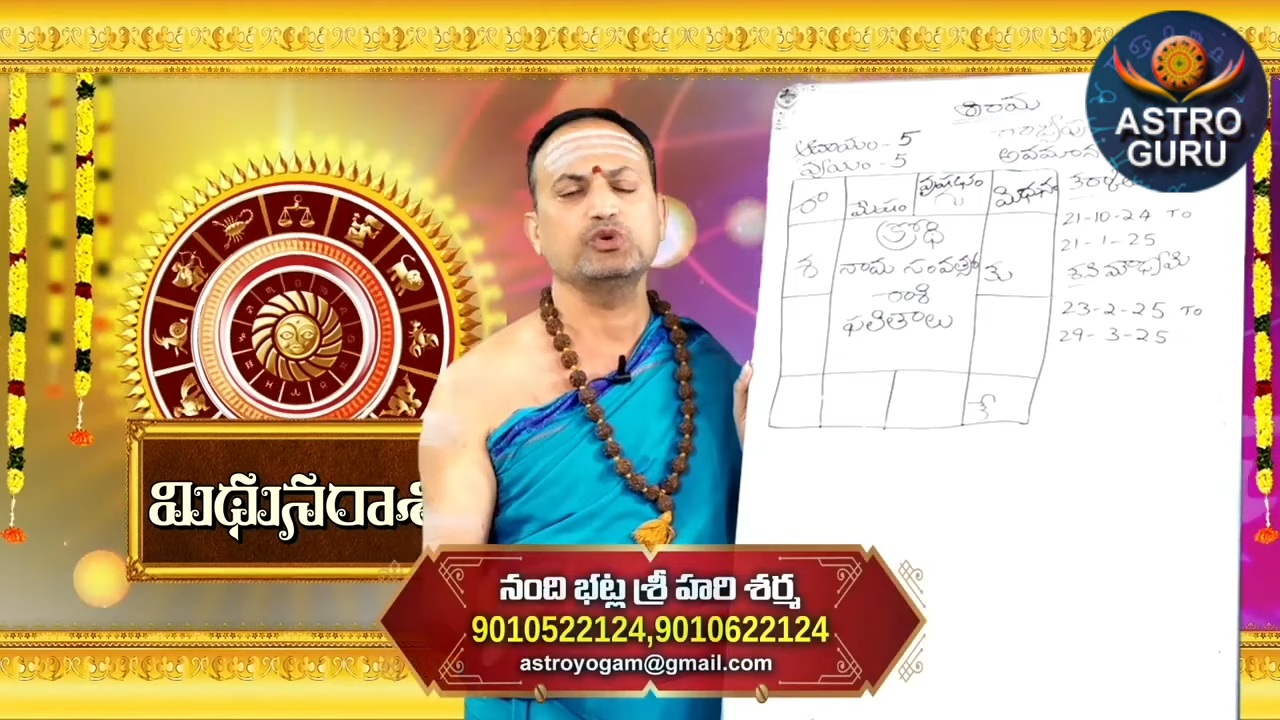 ASTRO
GURU
శ్రీరామ
ఆదాయం - 5
వ్యయం - 5
అవమాన
రా
మేషం
వృషభం
మిథున
21-10-24 TO
21-1-25
క్రోధి
శ
నామ సంవత్సర
రాశి
ఫలితాలు
23-2-25 TO
29-3-25
కే
మిథునరాశి
నంది భట్ల శ్రీ హరి శర్మ
9010522124,9010622124
astroyogam@gmail.com